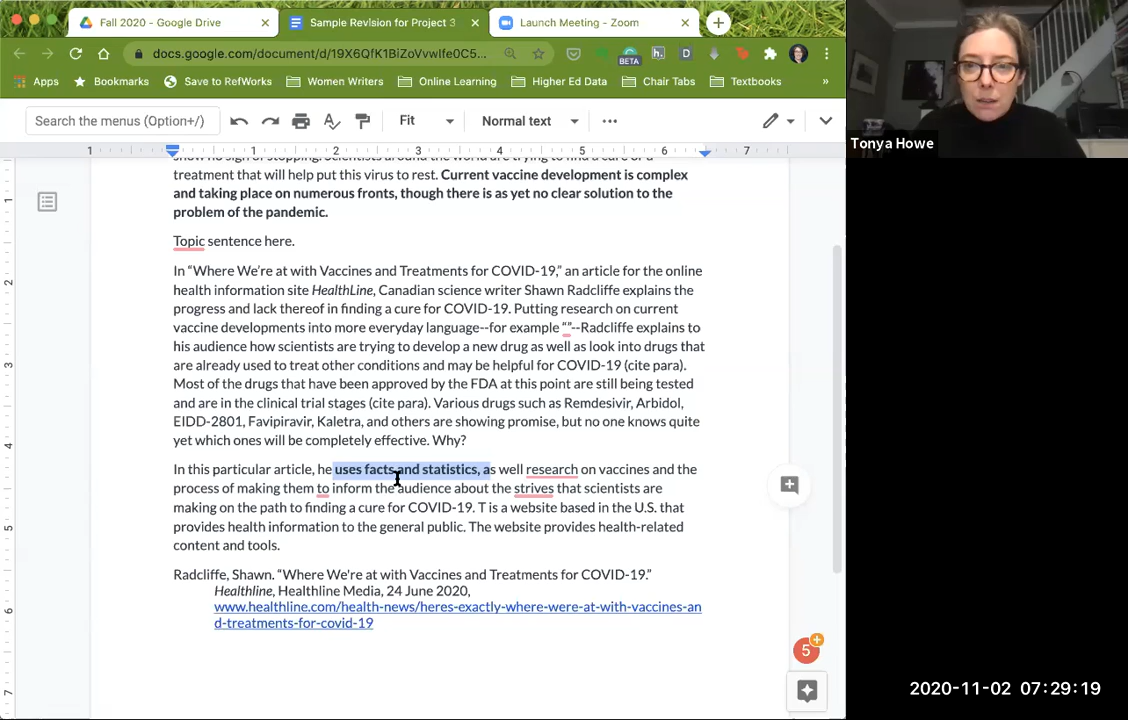 Fall 2020 - Google Drive
Sample Revision for Project 3
Launch Meeting - Zoom
docs.google.com/document/d/19X6QfK1BiZoVvwIfe0C5...
BETA
Apps
Bookmarks
Save to RefWorks
Women Writers
Online Learning
Higher Ed Data
Chair Tabs
Textbooks
»
Search the menus (Option+/)
Fit
Normal text
1 1 2 3 4 5 6 7
Tonya Howe
treatment that will help put this virus to rest. Current vaccine development is complex
and taking place on numerous fronts, though there is as yet no clear solution to the
problem of the pandemic.
Topic sentence here.
In “Where We’re at with Vaccines and Treatments for COVID-19,” an article for the online
health information site HealthLine, Canadian science writer Shawn Radcliffe explains the
progress and lack thereof in finding a cure for COVID-19. Putting research on current
vaccine developments into more everyday language--for example “”--Radcliffe explains to
his audience how scientists are trying to develop a new drug as well as look into drugs that
are already used to treat other conditions and may be helpful for COVID-19 (cite para).
Most of the drugs that have been approved by the FDA at this point are still being tested
and are in the clinical trial stages (cite para). Various drugs such as Remdesivir, Arbidol,
EIDD-2801, Favipiravir, Kaletra, and others are showing promise, but no one knows quite
yet which ones will be completely effective. Why?
In this particular article, he uses facts and statistics, as well research on vaccines and the
process of making them to inform the audience about the strives that scientists are
making on the path to finding a cure for COVID-19. T is a website based in the U.S. that
provides health information to the general public. The website provides health-related
content and tools.
Radcliffe, Shawn. “Where We're at with Vaccines and Treatments for COVID-19.”
Healthline, Healthline Media, 24 June 2020,
www.healthline.com/health-news/heres-exactly-where-were-at-with-vaccines-an
d-treatments-for-covid-19
5
2020-11-02 07:29:19